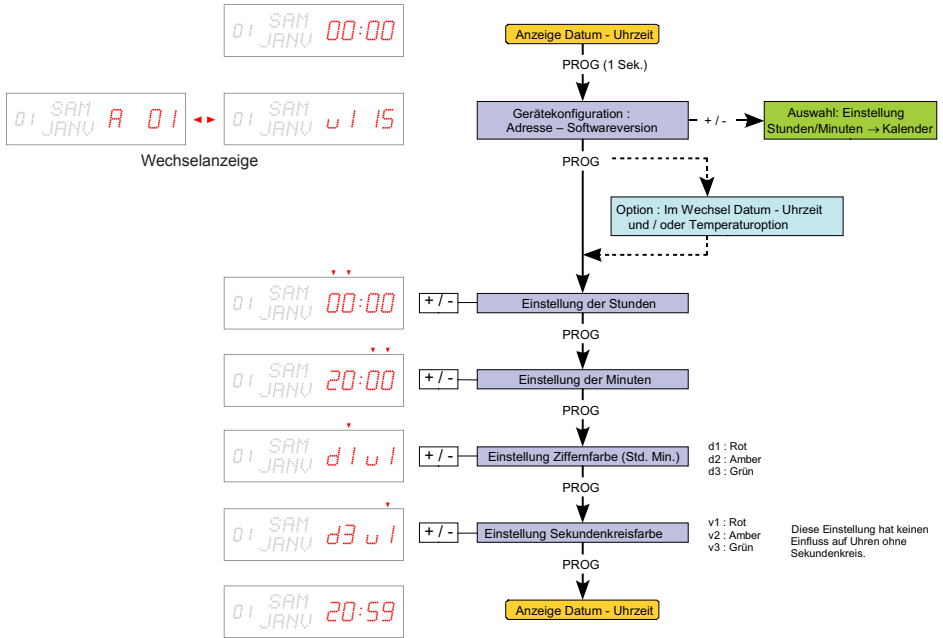 01 SAM JANV 00:00
Anzeige Datum - Uhrzeit
PROG (1 Sek.)
01 SAM JANV A 01
01 SAM JANV v1 15
Wechselanzeige
Gerätekonfiguration :
Adresse – Softwareversion
+ / -
Auswahl: Einstellung
Stunden/Minuten → Kalender
PROG
Option : Im Wechsel Datum - Uhrzeit
und / oder Temperaturoption
01 SAM JANV 00:00
+ / -
Einstellung der Stunden
PROG
01 SAM JANV 20:00
+ / -
Einstellung der Minuten
PROG
01 SAM JANV d1v1
+ / -
Einstellung Ziffernfarbe (Std. Min.)
d1 : Rot
d2 : Amber
d3 : Grün
PROG
01 SAM JANV d3 v1
+ / -
Einstellung Sekundenkreisfarbe
v1 : Rot
v2 : Amber
v3 : Grün
Diese Einstellung hat keinen
Einfluss auf Uhren ohne
Sekundenkreis.
PROG
01 SAM JANV 20:59
Anzeige Datum - Uhrzeit